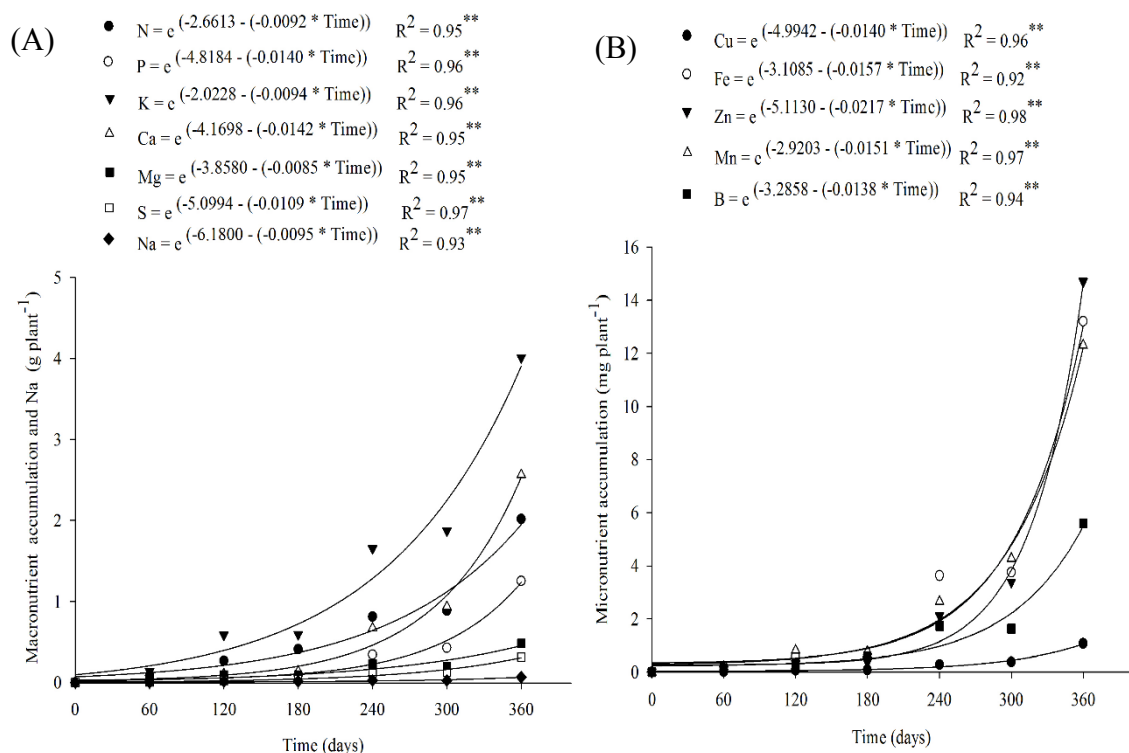 (A)
N = e (-2.6613 - (-0.0092 * Time)) R2 = 0.95**
P = e (-4.8184 - (-0.0140 * Time)) R2 = 0.96**
K = e (-2.0228 - (-0.0094 * Time)) R2 = 0.96**
Ca = e (-4.1698 - (-0.0142 * Time)) R2 = 0.95**
Mg = e (-3.8580 - (-0.0085 * Time)) R2 = 0.95**
S = e (-5.0994 - (-0.0109 * Time)) R2 = 0.97**
Na = e (-6.1800 - (-0.0095 * Time)) R2 = 0.93**
Macronutrient accumulation and Na (g plant-1)
5
4
3
2
1
0
0 60 120 180 240 300 360
Time (days)
(B)
Cu = e (-4.9942 - (-0.0140 * Time)) R2 = 0.96**
Fe = e (-3.1085 - (-0.0157 * Time)) R2 = 0.92**
Zn = e (-5.1130 - (-0.0217 * Time)) R2 = 0.98**
Mn = e (-2.9203 - (-0.0151 * Time)) R2 = 0.97**
B = e (-3.2858 - (-0.0138 * Time)) R2 = 0.94**
Micronutrient accumulation (mg plant-1)
16
14
12
10
8
6
4
2
0
0 60 120 180 240 300 360
Time (days)